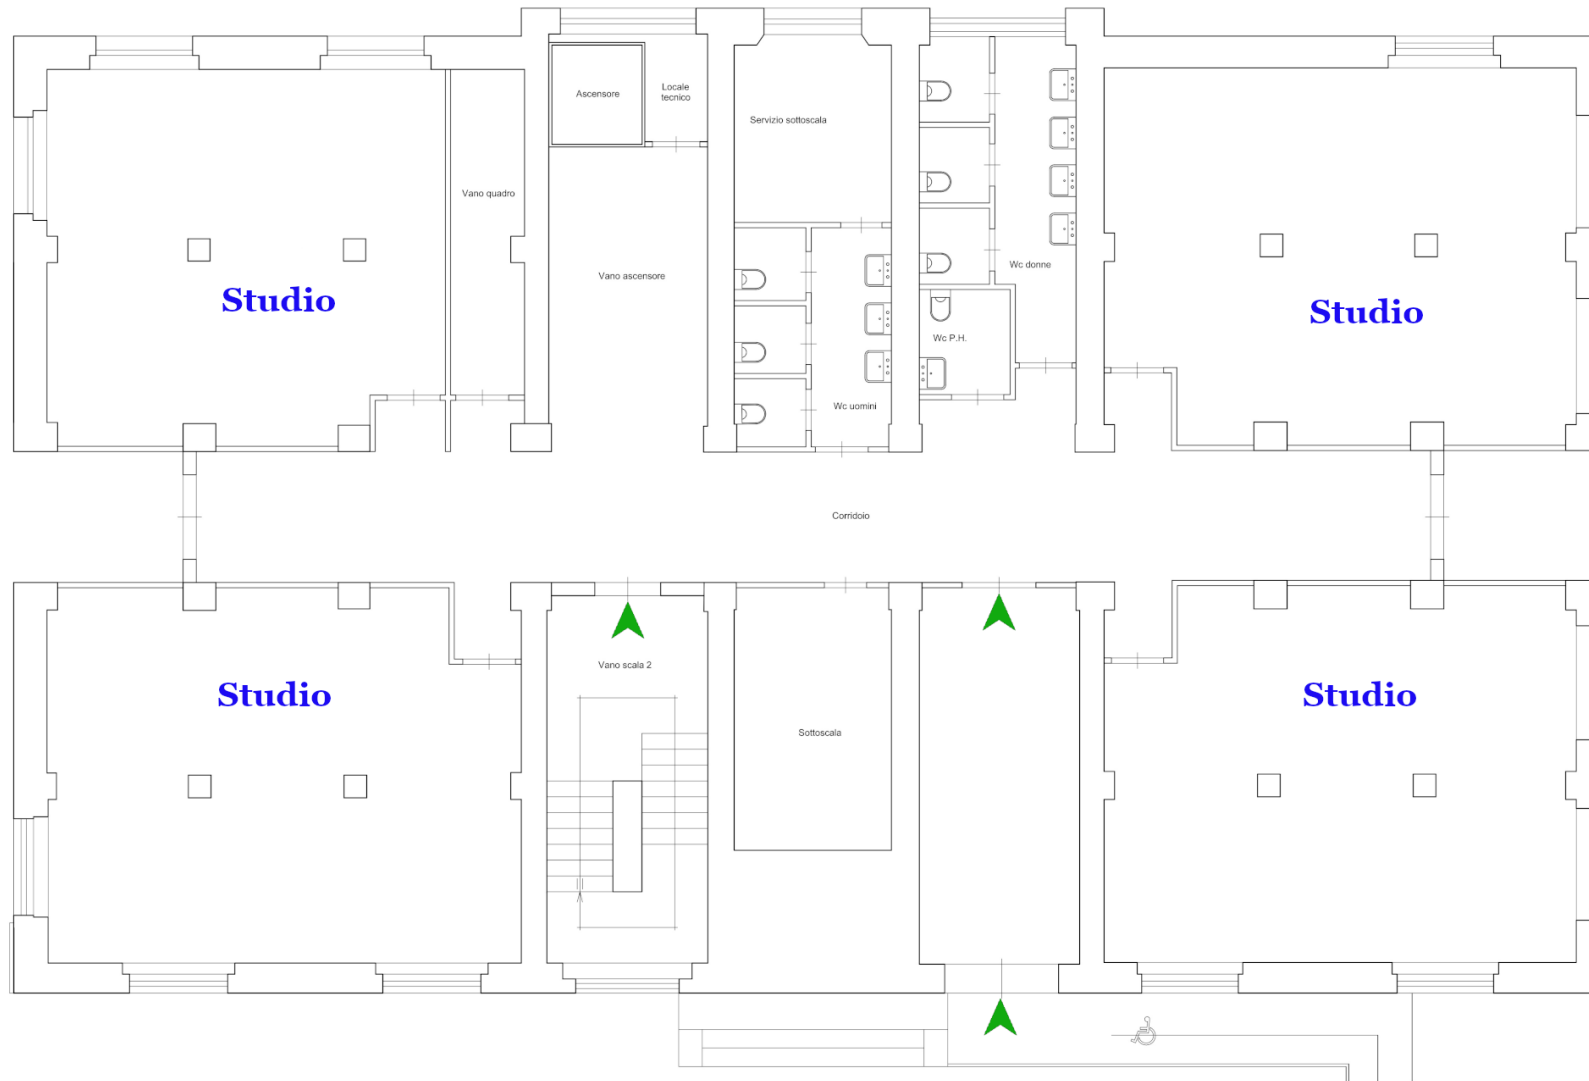 Ascensore
Locale
tecnico
Servizio sottoscala
Vano quadro
Vano ascensore
Wc donne
Studio
Studio
Wc P.H.
Wc uomini
Corridoio
Vano scala 2
Studio
Studio
Sottoscala